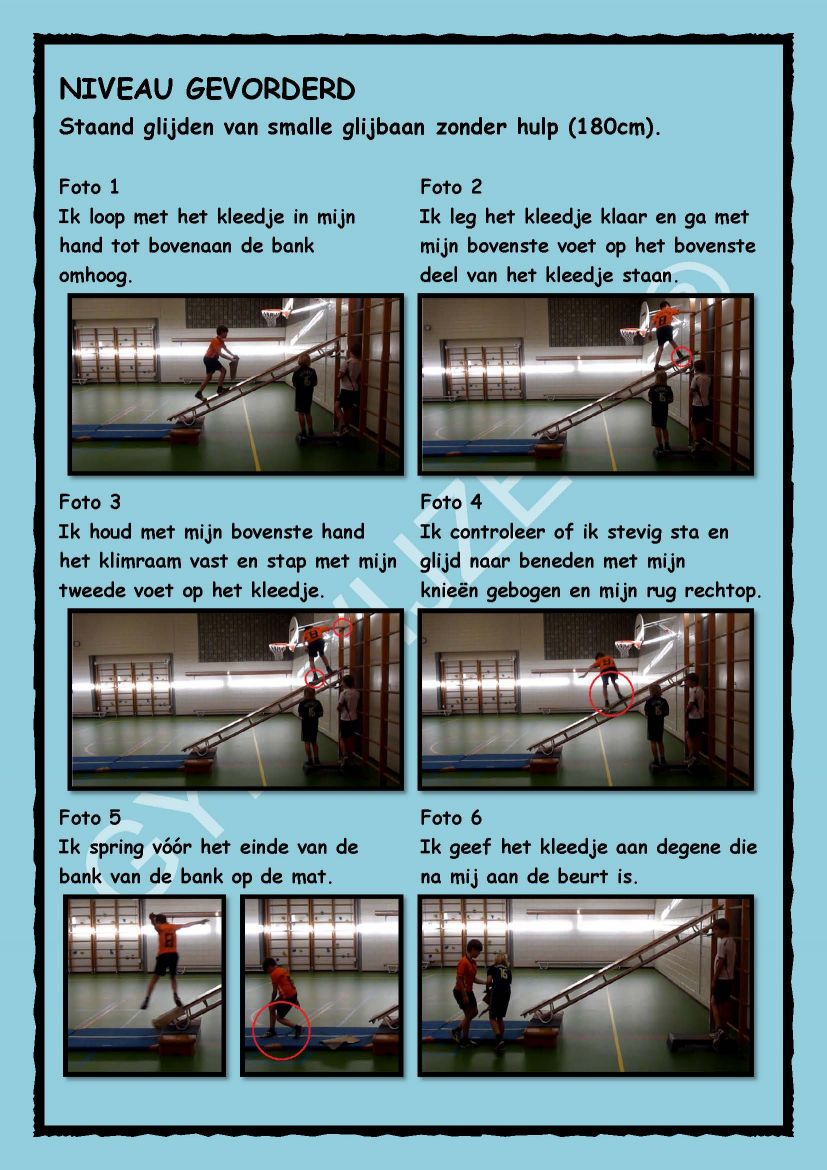 NIVEAU GEVORDERD
Staand glijden van smalle glijbaan zonder hulp (180cm).
Foto 1
Ik loop met het kleedje in mijn
hand tot bovenaan de bank
omhoog.
Foto 2
Ik leg het kleedje klaar en ga met
mijn bovenste voet op het bovenste
deel van het kleedje staan.
Foto 3
Ik houd met mijn bovenste hand
het klimraam vast en stap met mijn
tweede voet op het kleedje.
Foto 4
Ik controleer of ik stevig sta en
glijd naar beneden met mijn
knieën gebogen en mijn rug rechtop.
Foto 5
Ik spring vóór het einde van de
bank van de bank op de mat.
Foto 6
Ik geef het kleedje aan degene die
na mij aan de beurt is.